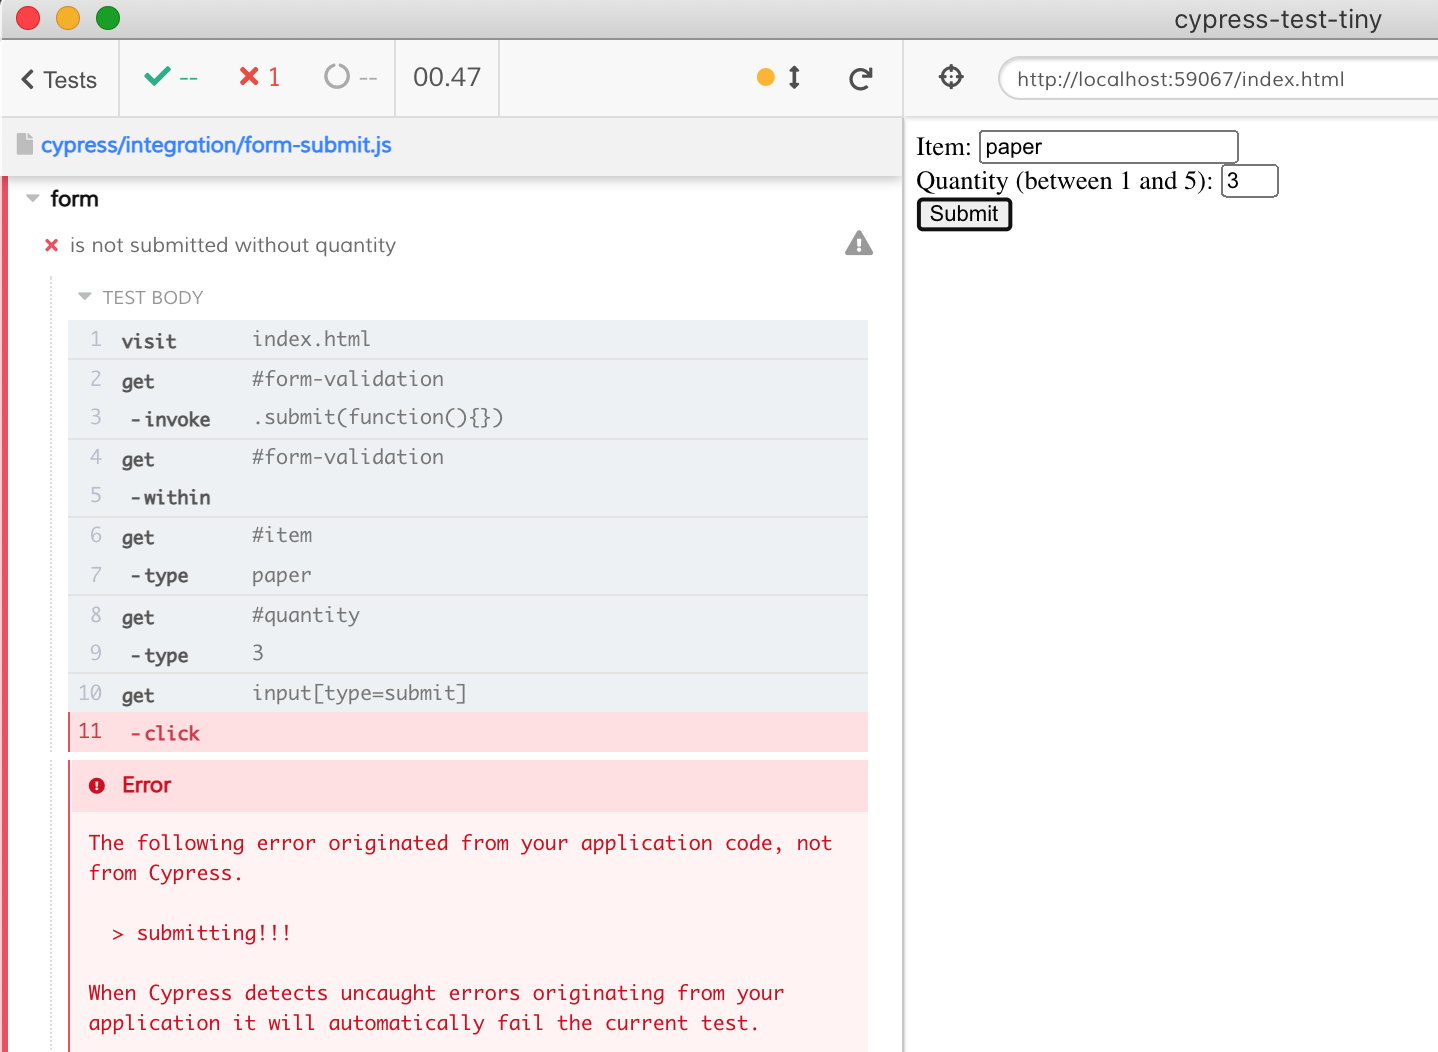 cypress-test-tiny
Tests -- 1 -- 00.47
http://localhost:59067/index.html
cypress/integration/form-submit.js
form
is not submitted without quantity
TEST BODY
1 visit index.html
2 get #form-validation
3 -invoke .submit(function(){})
4 get #form-validation
5 -within
6 get #item
7 -type paper
8 get #quantity
9 -type 3
10 get input[type=submit]
11 -click
Error
The following error originated from your application code, not
from Cypress.
> submitting!!!
When Cypress detects uncaught errors originating from your
application it will automatically fail the current test.
Item: paper
Quantity (between 1 and 5): 3
Submit